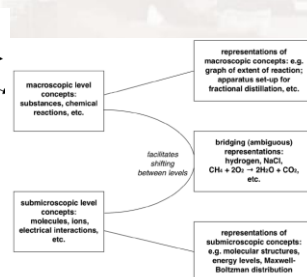 representations of
macroscopic concepts: e.g.
graph of extent of reaction;
apparatus set-up for
fractional distillation, etc.
macroscopic level
concepts:
substances, chemical
reactions, etc.
facilitates
shifting
between levels
bridging (ambiguous)
representations:
hydrogen, NaCl,
CH₄ + 2O₂ → 2H₂O + CO₂,
etc.
submicroscopic level
concepts:
molecules, ions,
electrical interactions,
etc.
representations of
submicroscopic concepts:
e.g. molecular structures,
energy levels, Maxwell-
Boltzman distribution